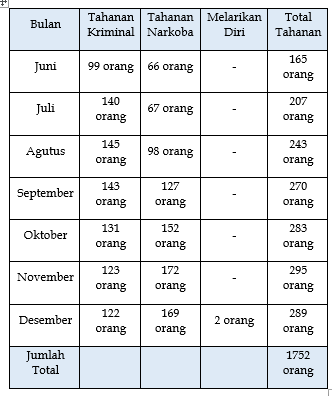 Bulan Tahanan Kriminal Tahanan Narkoba Melarikan Diri Total Tahanan
Juni 99 orang 66 orang - 165 orang
Juli 140 orang 67 orang - 207 orang
Agutus 145 orang 98 orang - 243 orang
September 143 orang 127 orang - 270 orang
Oktober 131 orang 152 orang - 283 orang
November 123 orang 172 orang - 295 orang
Desember 122 orang 169 orang 2 orang 289 orang
Jumlah Total 1752 orang